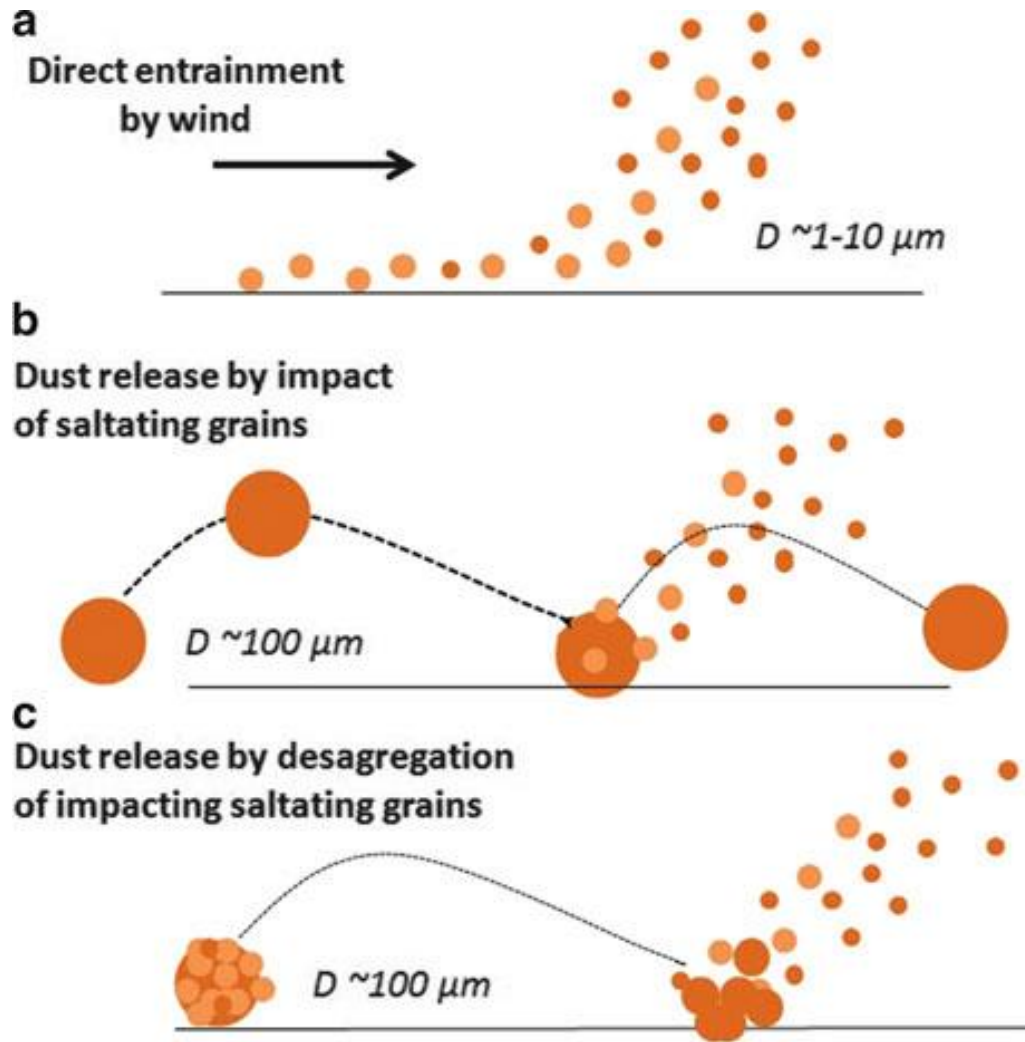 a
Direct entrainment
by wind
D ~1-10 μm
b
Dust release by impact
of saltating grains
D ~100 μm
c
Dust release by desagregation
of impacting saltating grains
D ~100 μm